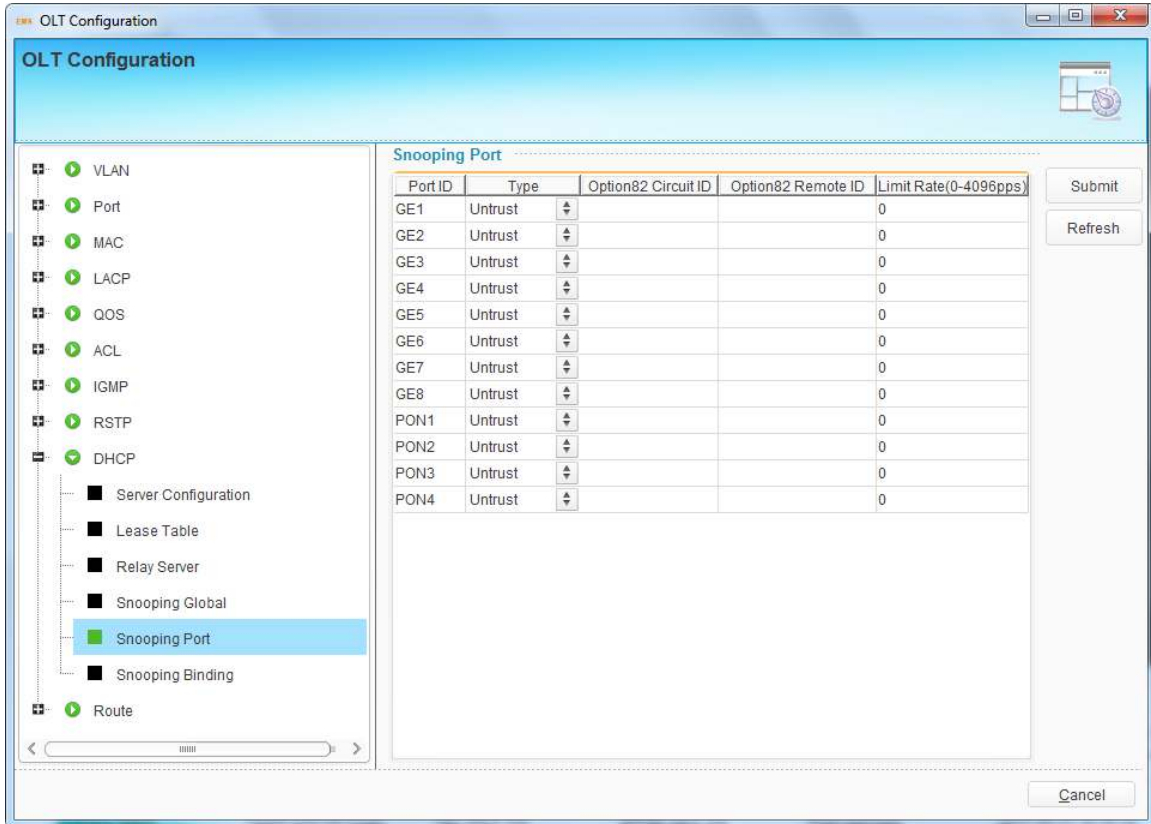 EMS OLT Configuration
OLT Configuration
VLAN
Port
MAC
LACP
QOS
ACL
IGMP
RSTP
DHCP
Server Configuration
Lease Table
Relay Server
Snooping Global
Snooping Port
Snooping Binding
Route
Snooping Port
Port ID Type Option82 Circuit ID Option82 Remote ID Limit Rate(0-4096pps)
GE1 Untrust 0
GE2 Untrust 0
GE3 Untrust 0
GE4 Untrust 0
GE5 Untrust 0
GE6 Untrust 0
GE7 Untrust 0
GE8 Untrust 0
PON1 Untrust 0
PON2 Untrust 0
PON3 Untrust 0
PON4 Untrust 0
Submit
Refresh
Cancel